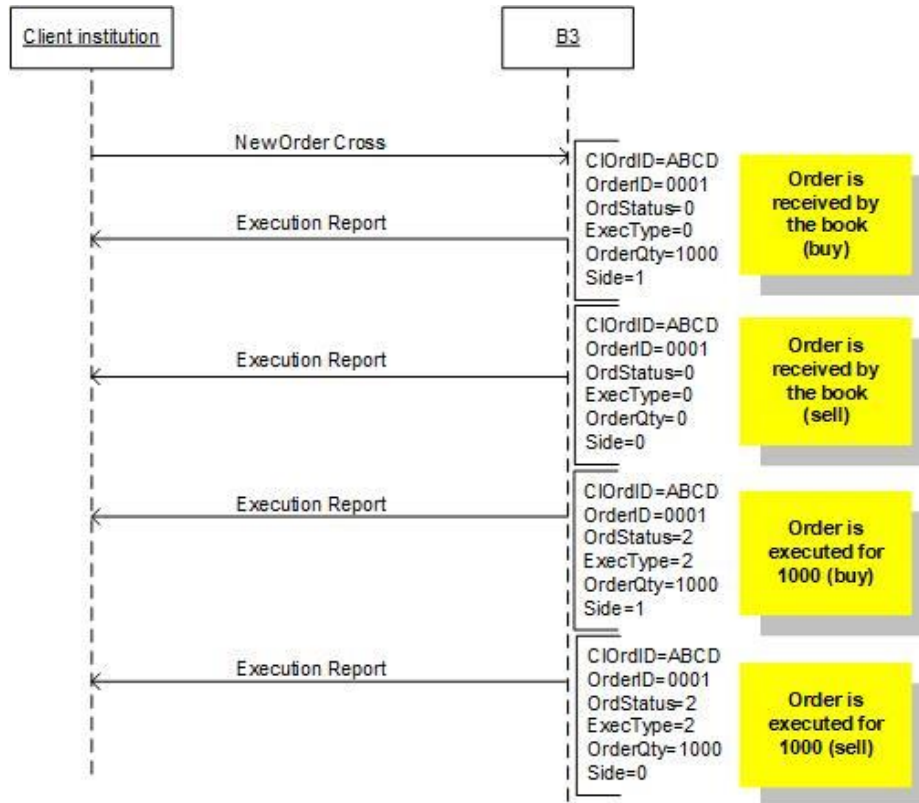 Client institution
B3
NewOrder Cross
ClOrdID=ABCD
OrderID=0001
OrdStatus=0
ExecType=0
OrderQty=1000
Side=1
Order is
received by
the book
(buy)
Execution Report
ClOrdID=ABCD
OrderID=0001
OrdStatus=0
ExecType=0
OrderQty=0
Side=0
Order is
received by
the book
(sell)
Execution Report
ClOrdID=ABCD
OrderID=0001
OrdStatus=2
ExecType=2
OrderQty=1000
Side=1
Order is
executed for
1000 (buy)
Execution Report
ClOrdID=ABCD
OrderID=0001
OrdStatus=2
ExecType=2
OrderQty=1000
Side=0
Order is
executed for
1000 (sell)
Execution Report